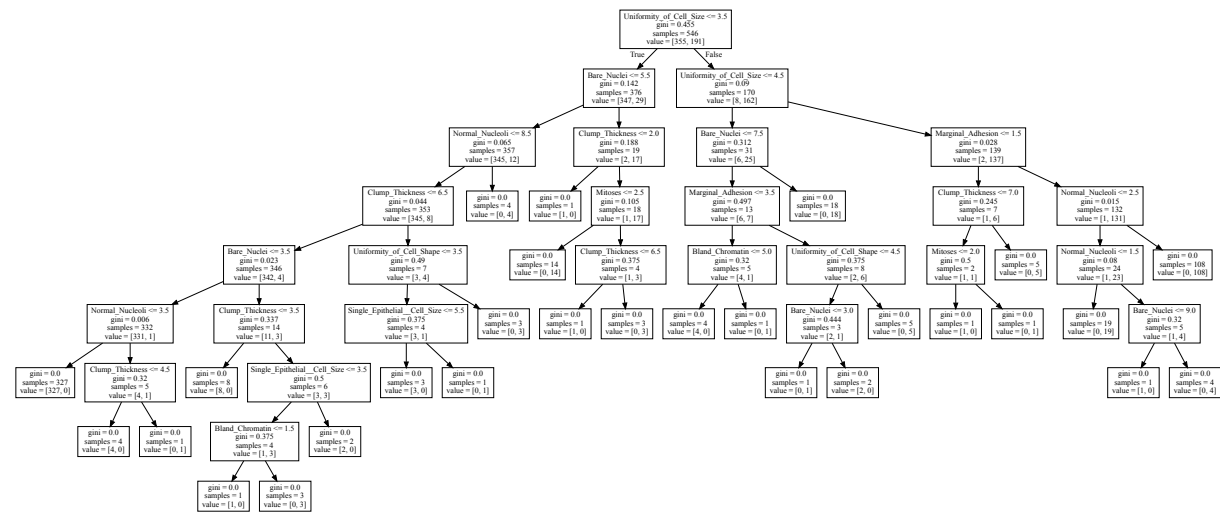 Uniformity_of_Cell_Size <= 3.5
gini = 0.455
samples = 546
value = [355, 191]
True
False
Bare_Nuclei <= 5.5
gini = 0.142
samples = 376
value = [347, 29]
Uniformity_of_Cell_Size <= 4.5
gini = 0.09
samples = 170
value = [8, 162]
Normal_Nucleoli <= 8.5
gini = 0.065
samples = 357
value = [345, 12]
Clump_Thickness <= 2.0
gini = 0.188
samples = 19
value = [2, 17]
Bare_Nuclei <= 7.5
gini = 0.312
samples = 31
value = [6, 25]
Marginal_Adhesion <= 1.5
gini = 0.028
samples = 139
value = [2, 137]
Clump_Thickness <= 6.5
gini = 0.044
samples = 353
value = [345, 8]
gini = 0.0
samples = 4
value = [0, 4]
gini = 0.0
samples = 1
value = [1, 0]
Mitoses <= 2.5
gini = 0.105
samples = 18
value = [1, 17]
Marginal_Adhesion <= 3.5
gini = 0.497
samples = 13
value = [6, 7]
gini = 0.0
samples = 18
value = [0, 18]
Clump_Thickness <= 7.0
gini = 0.245
samples = 7
value = [1, 6]
Normal_Nucleoli <= 2.5
gini = 0.015
samples = 132
value = [1, 131]
Bare_Nuclei <= 3.5
gini = 0.023
samples = 346
value = [342, 4]
Uniformity_of_Cell_Shape <= 3.5
gini = 0.49
samples = 7
value = [3, 4]
gini = 0.0
samples = 14
value = [0, 14]
Clump_Thickness <= 6.5
gini = 0.375
samples = 4
value = [1, 3]
Bland_Chromatin <= 5.0
gini = 0.32
samples = 5
value = [4, 1]
Uniformity_of_Cell_Shape <= 4.5
gini = 0.375
samples = 8
value = [2, 6]
Mitoses <= 2.0
gini = 0.5
samples = 2
value = [1, 1]
gini = 0.0
samples = 5
value = [0, 5]
Normal_Nucleoli <= 1.5
gini = 0.08
samples = 24
value = [1, 23]
gini = 0.0
samples = 108
value = [0, 108]
Normal_Nucleoli <= 3.5
gini = 0.006
samples = 332
value = [331, 1]
Clump_Thickness <= 3.5
gini = 0.337
samples = 14
value = [11, 3]
Single_Epithelial__Cell_Size <= 5.5
gini = 0.375
samples = 4
value = [3, 1]
gini = 0.0
samples = 3
value = [0, 3]
gini = 0.0
samples = 1
value = [1, 0]
gini = 0.0
samples = 3
value = [0, 3]
gini = 0.0
samples = 4
value = [4, 0]
gini = 0.0
samples = 1
value = [0, 1]
Bare_Nuclei <= 3.0
gini = 0.444
samples = 3
value = [2, 1]
gini = 0.0
samples = 5
value = [0, 5]
gini = 0.0
samples = 1
value = [1, 0]
gini = 0.0
samples = 1
value = [0, 1]
gini = 0.0
samples = 19
value = [0, 19]
Bare_Nuclei <= 9.0
gini = 0.32
samples = 5
value = [1, 4]
gini = 0.0
samples = 327
value = [327, 0]
Clump_Thickness <= 4.5
gini = 0.32
samples = 5
value = [4, 1]
gini = 0.0
samples = 8
value = [8, 0]
Single_Epithelial__Cell_Size <= 3.5
gini = 0.5
samples = 6
value = [3, 3]
gini = 0.0
samples = 3
value = [3, 0]
gini = 0.0
samples = 1
value = [0, 1]
gini = 0.0
samples = 1
value = [0, 1]
gini = 0.0
samples = 2
value = [2, 0]
gini = 0.0
samples = 1
value = [1, 0]
gini = 0.0
samples = 4
value = [0, 4]
gini = 0.0
samples = 4
value = [4, 0]
gini = 0.0
samples = 1
value = [0, 1]
Bland_Chromatin <= 1.5
gini = 0.375
samples = 4
value = [1, 3]
gini = 0.0
samples = 2
value = [2, 0]
gini = 0.0
samples = 1
value = [1, 0]
gini = 0.0
samples = 3
value = [0, 3]